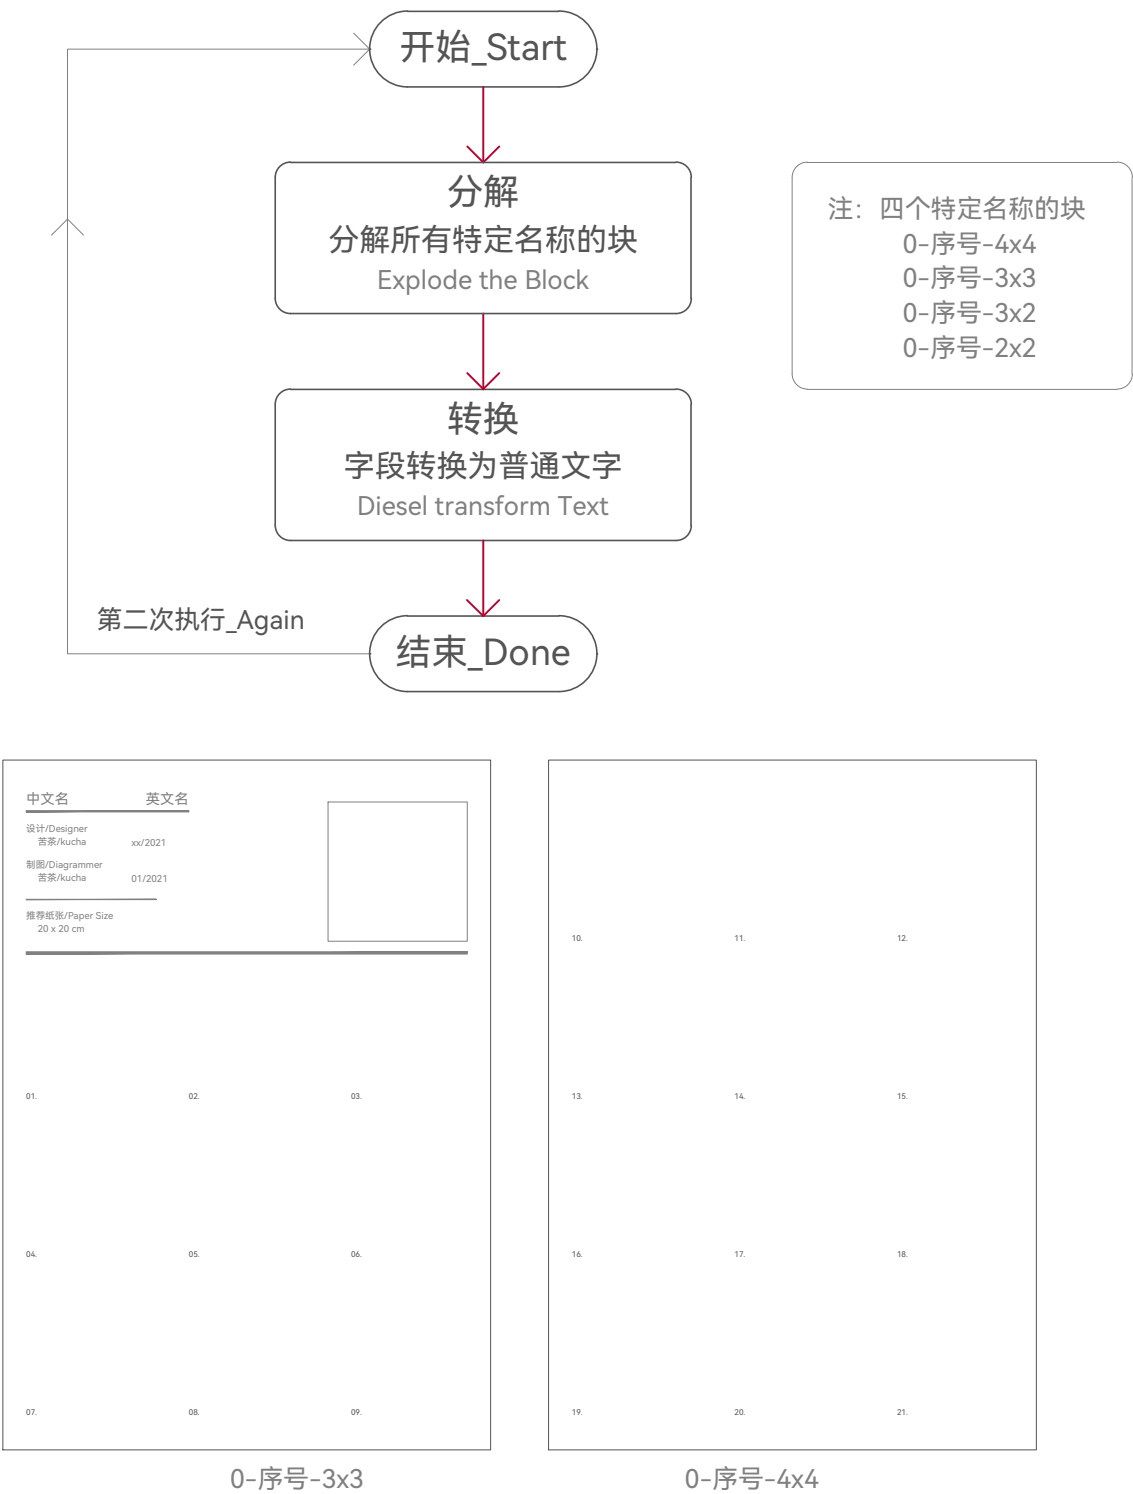 开始_Start
分解
分解所有特定名称的块
Explode the Block
注：四个特定名称的块
0-序号-4x4
0-序号-3x3
0-序号-3x2
0-序号-2x2
转换
字段转换为普通文字
Diesel transform Text
第二次执行_Again
结束_Done
中文名 英文名
设计/Designer
苦茶/kucha xx/2021
制图/Diagrammer
苦茶/kucha 01/2021
推荐纸张/Paper Size
20 x 20 cm
01. 02. 03.
04. 05. 06.
07. 08. 09.
0-序号-3x3
10. 11. 12.
13. 14. 15.
16. 17. 18.
19. 20. 21.
0-序号-4x4